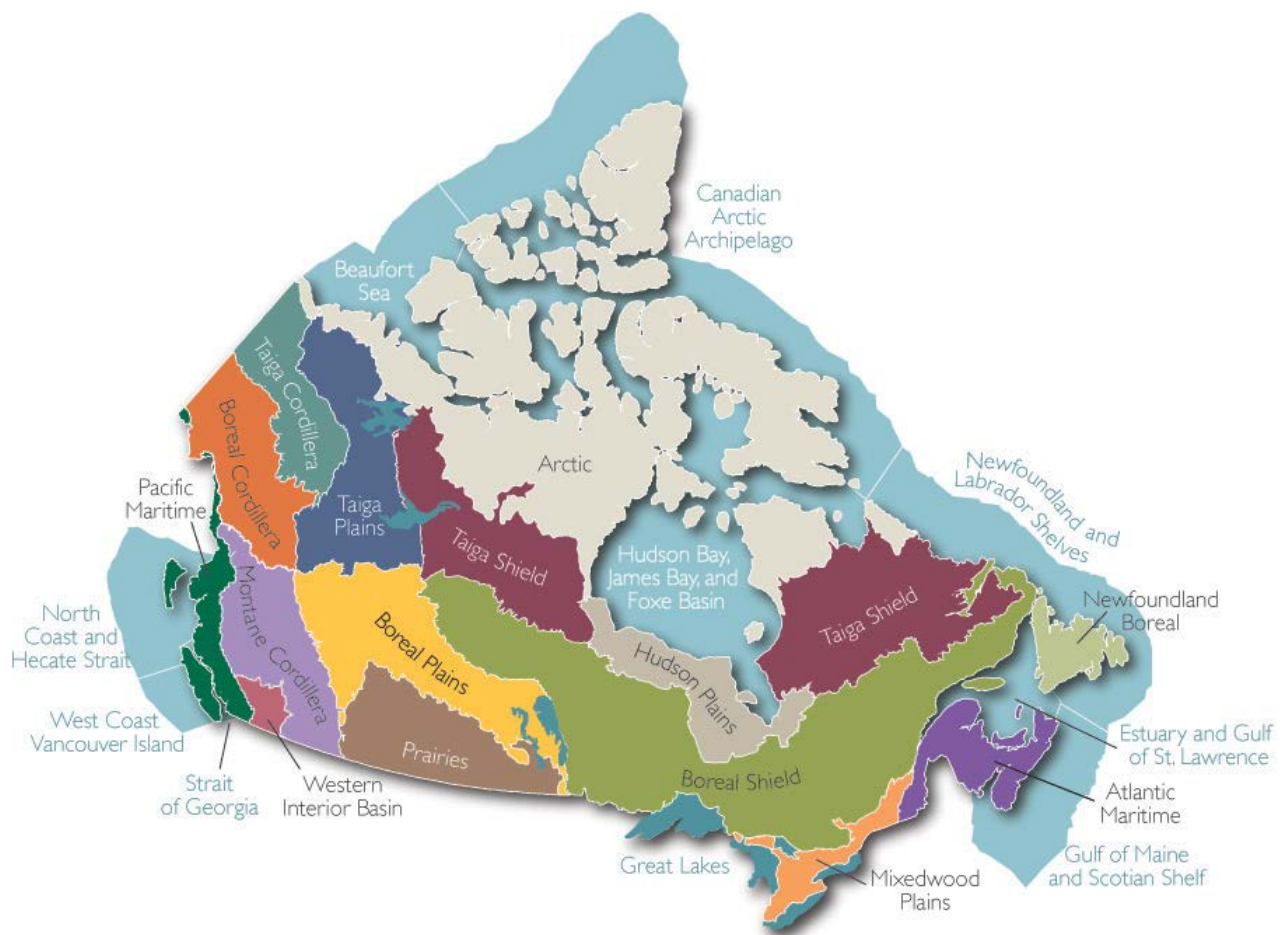 Canadian
Arctic
Archipelago
Beaufort
Sea
Taiga Cordillera
Boreal Cordillera
Arctic
Newfoundland and
Labrador Shelves
Pacific
Maritime
Taiga
Plains
Taiga Shield
Hudson Bay,
James Bay, and
Foxe Basin
Taiga Shield
Newfoundland
Boreal
North
Coast and
Hecate Strait
Montane Cordillera
Boreal Plains
Hudson Plains
West Coast
Vancouver Island
Prairies
Boreal Shield
Estuary and Gulf
of St. Lawrence
Strait
of Georgia
Western
Interior Basin
Atlantic
Maritime
Great Lakes
Mixedwood
Plains
Gulf of Maine
and Scotian Shelf